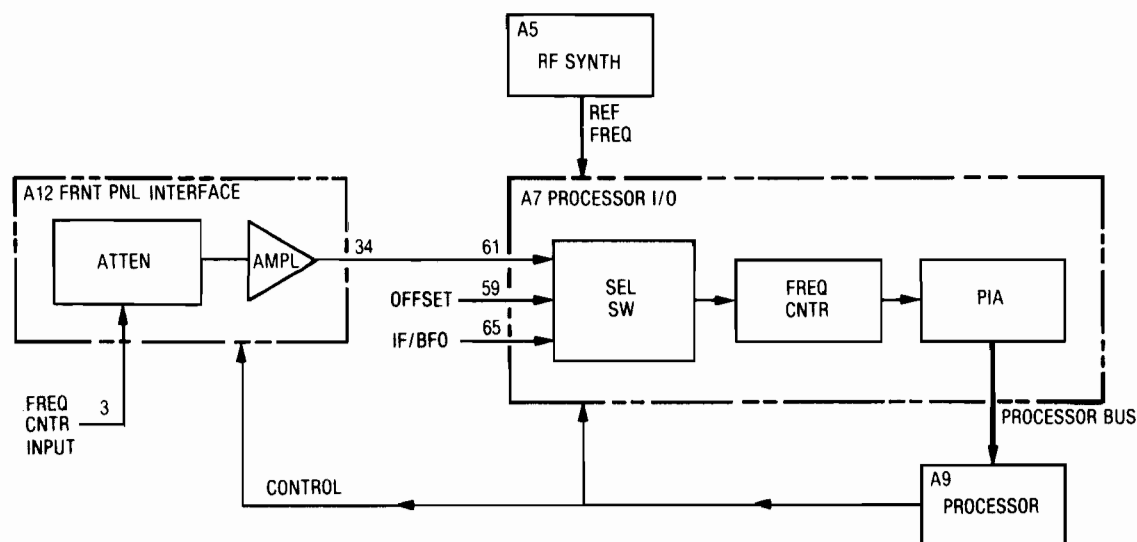 A5
RF SYNTH
REF
FREQ
A12 FRNT PNL INTERFACE
ATTEN
AMPL
34
61
A7 PROCESSOR I/O
OFFSET
59
IF/BFO
65
SEL
SW
FREQ
CNTR
PIA
FREQ
CNTR
INPUT
3
PROCESSOR BUS
CONTROL
A9
PROCESSOR